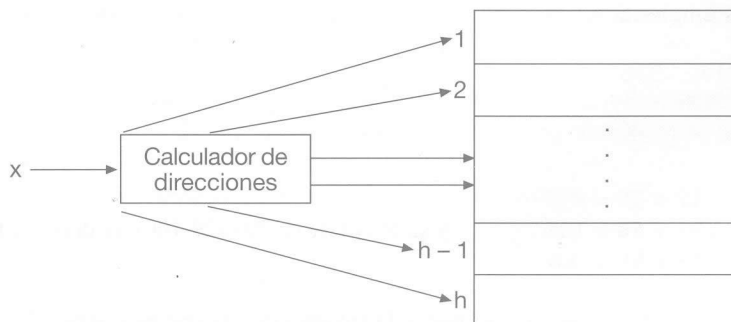 1
2
x
Calculador de
direcciones
h – 1
h